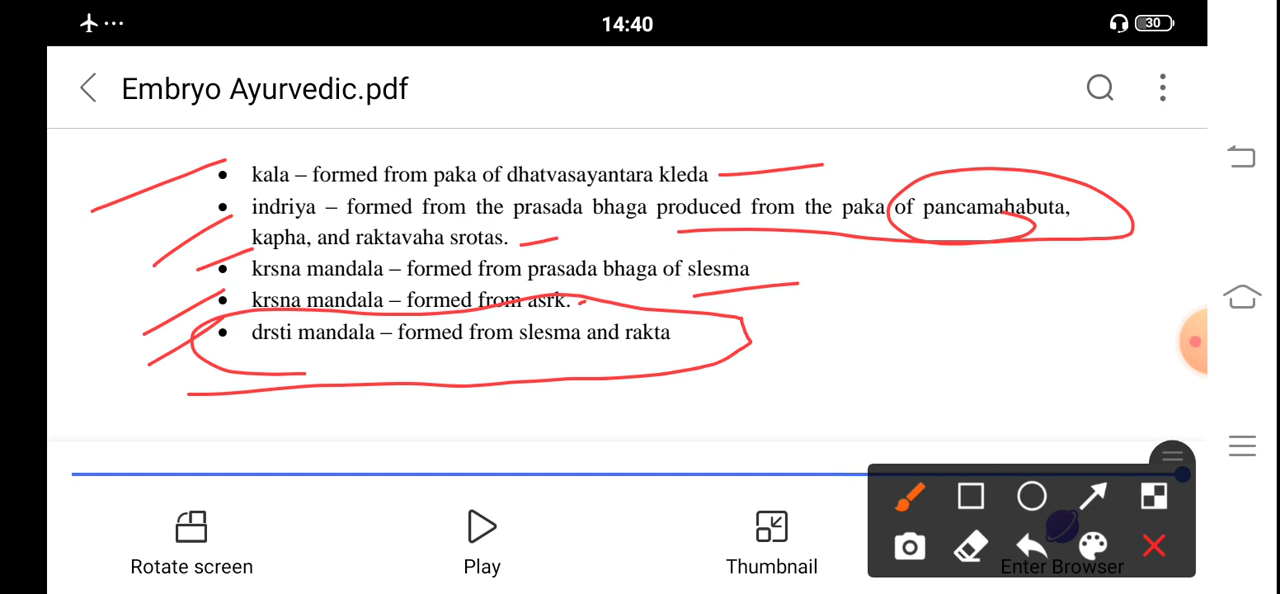 14:40
30
Embryo Ayurvedic.pdf
• kala – formed from paka of dhatvasayantara kleda
• indriya – formed from the prasada bhaga produced from the paka of pancamahabuta,
kapha, and raktavaha srotas.
• krsna mandala – formed from prasada bhaga of slesma
• krsna mandala – formed from asrk.
• drsti mandala – formed from slesma and rakta
Rotate screen
Play
Thumbnail
Enter Browser